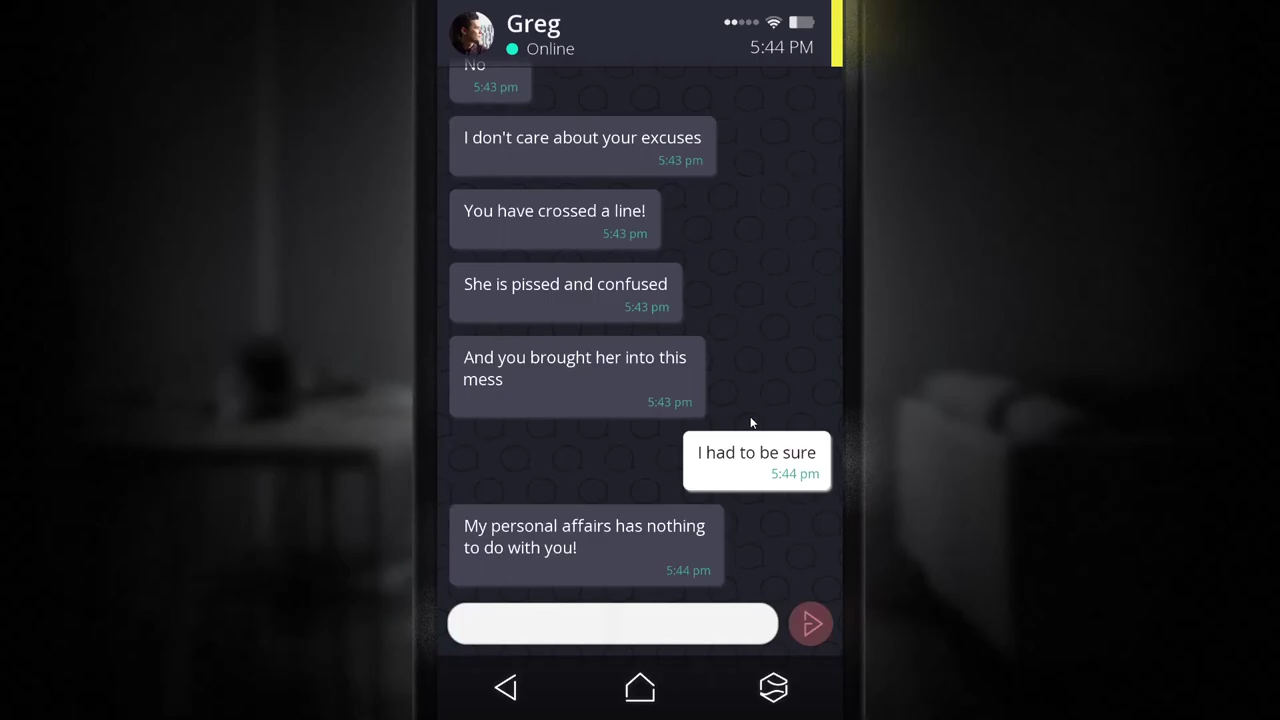 Greg
Online
5:44 PM
No
5:43 pm
I don't care about your excuses
5:43 pm
You have crossed a line!
5:43 pm
She is pissed and confused
5:43 pm
And you brought her into this
mess
5:43 pm
I had to be sure
5:44 pm
My personal affairs has nothing
to do with you!
5:44 pm